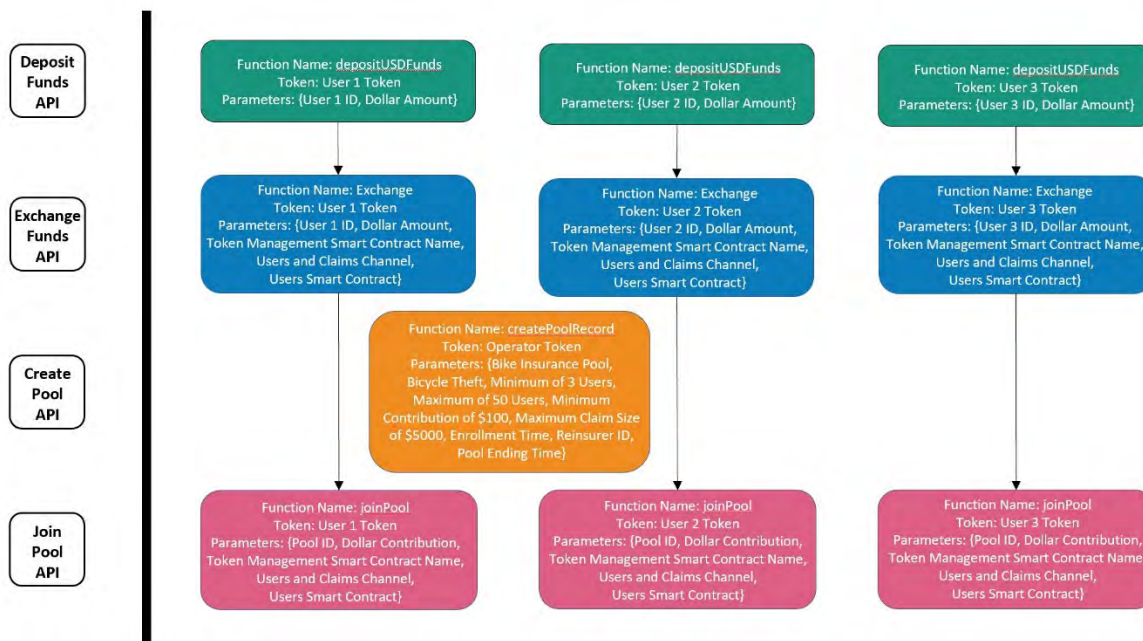 Deposit
Funds
API
Function Name: depositUSDFunds
Token: User 1 Token
Parameters: {User 1 ID, Dollar Amount}
Function Name: depositUSDFunds
Token: User 2 Token
Parameters: {User 2 ID, Dollar Amount}
Function Name: depositUSDFunds
Token: User 3 Token
Parameters: {User 3 ID, Dollar Amount}
Exchange
Funds
API
Function Name: Exchange
Token: User 1 Token
Parameters: {User 1 ID, Dollar Amount,
Token Management Smart Contract Name,
Users and Claims Channel,
Users Smart Contract}
Function Name: Exchange
Token: User 2 Token
Parameters: {User 2 ID, Dollar Amount,
Token Management Smart Contract Name,
Users and Claims Channel,
Users Smart Contract}
Function Name: Exchange
Token: User 3 Token
Parameters: {User 3 ID, Dollar Amount,
Token Management Smart Contract Name,
Users and Claims Channel,
Users Smart Contract}
Create
Pool
API
Function Name: createPoolRecord
Token: Operator Token
Parameters: {Bike Insurance Pool,
Bicycle Theft, Minimum of 3 Users,
Maximum of 50 Users, Minimum
Contribution of $100, Maximum Claim Size
of $5000, Enrollment Time, Reinsurer ID,
Pool Ending Time}
Join
Pool
API
Function Name: joinPool
Token: User 1 Token
Parameters: {Pool ID, Dollar Contribution,
Token Management Smart Contract Name,
Users and Claims Channel,
Users Smart Contract}
Function Name: joinPool
Token: User 2 Token
Parameters: {Pool ID, Dollar Contribution,
Token Management Smart Contract Name,
Users and Claims Channel,
Users Smart Contract}
Function Name: joinPool
Token: User 3 Token
Parameters: {Pool ID, Dollar Contribution,
Token Management Smart Contract Name,
Users and Claims Channel,
Users Smart Contract}